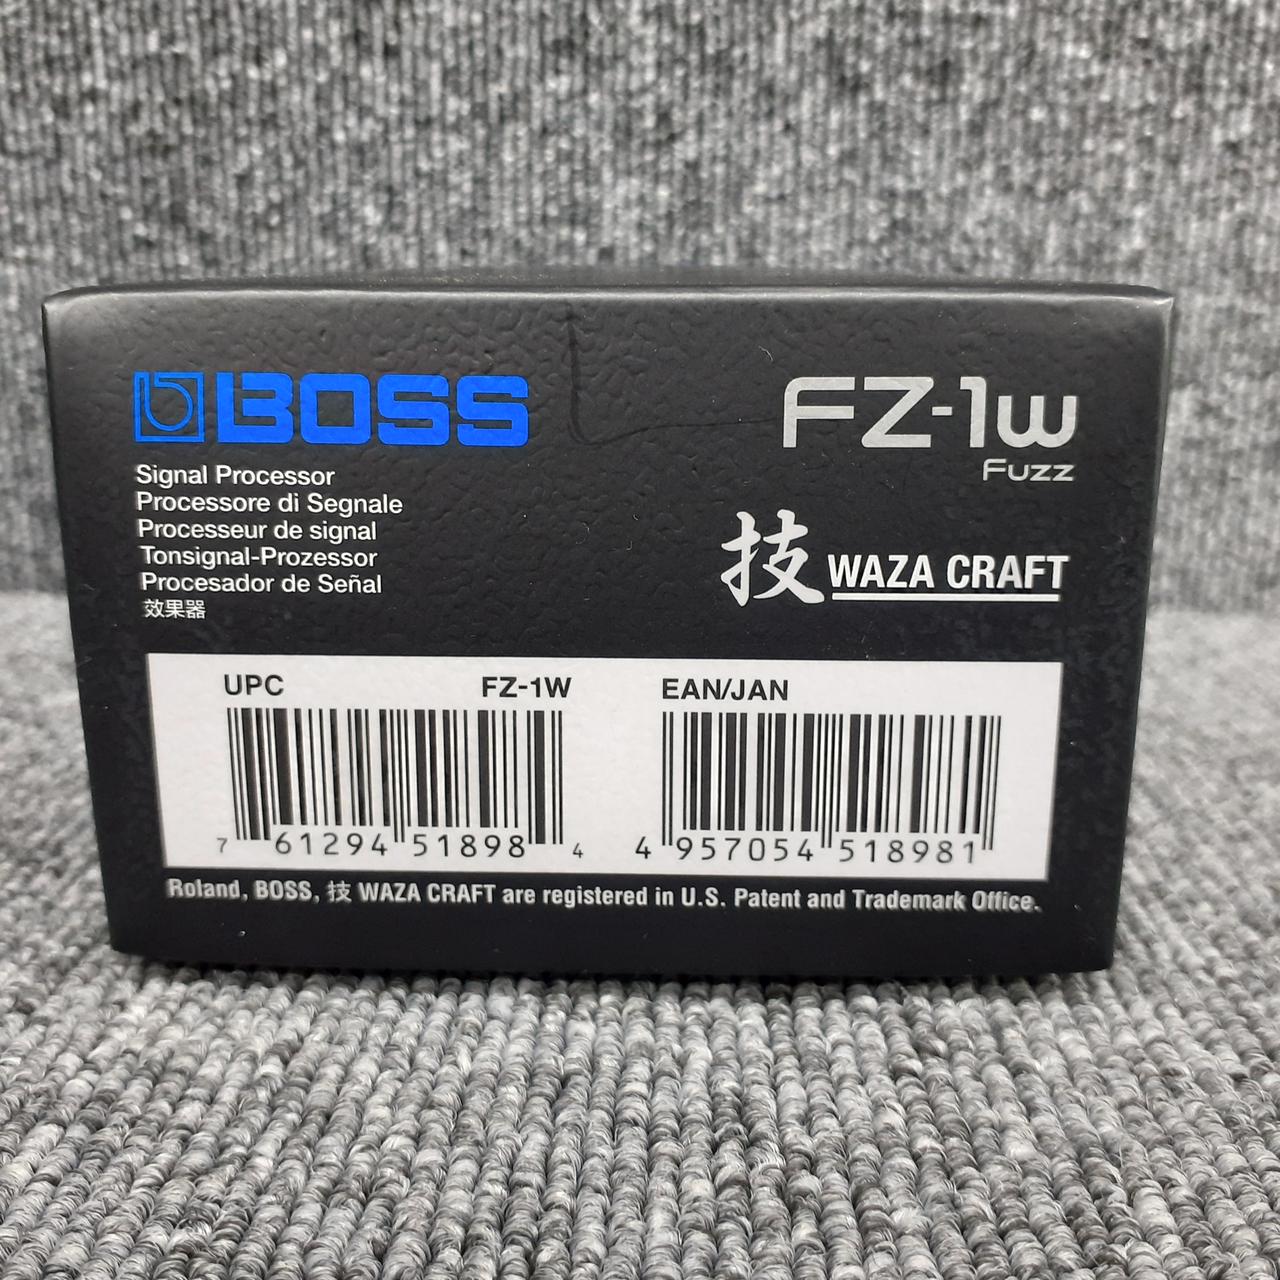 BOSS
Signal Processor
Processore di Segnale
Processeur de signal
Tonsignal-Prozessor
Procesador de Señal
效果器
FZ-1w
Fuzz
技 WAZA CRAFT
UPC FZ-1W
7 61294 51898 4
EAN/JAN
4 957054 518981
Roland, BOSS, 技 WAZA CRAFT are registered in U.S. Patent and Trademark Office.